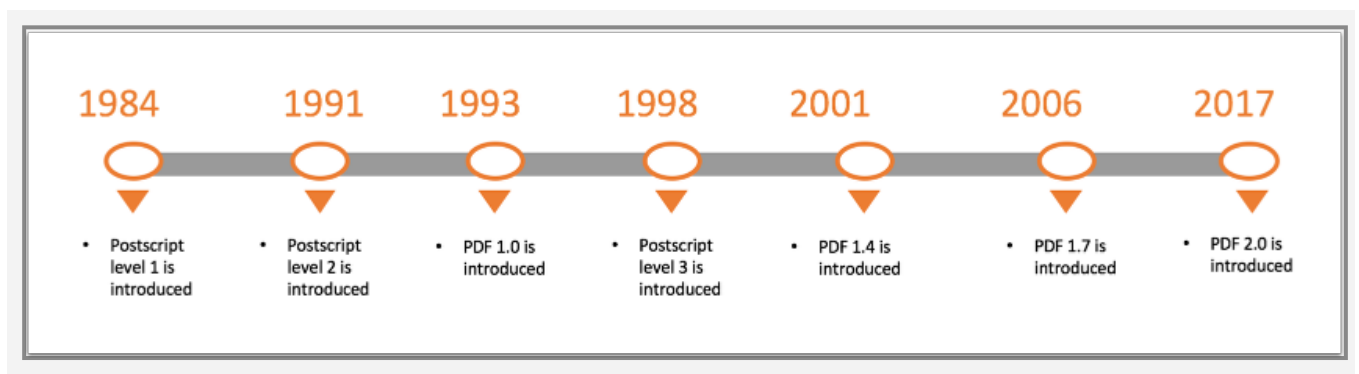 1984
1991
1993
1998
2001
2006
2017
• Postscript
level 1 is
introduced
• Postscript
level 2 is
introduced
• PDF 1.0 is
introduced
• Postscript
level 3 is
introduced
• PDF 1.4 is
introduced
• PDF 1.7 is
introduced
• PDF 2.0 is
introduced